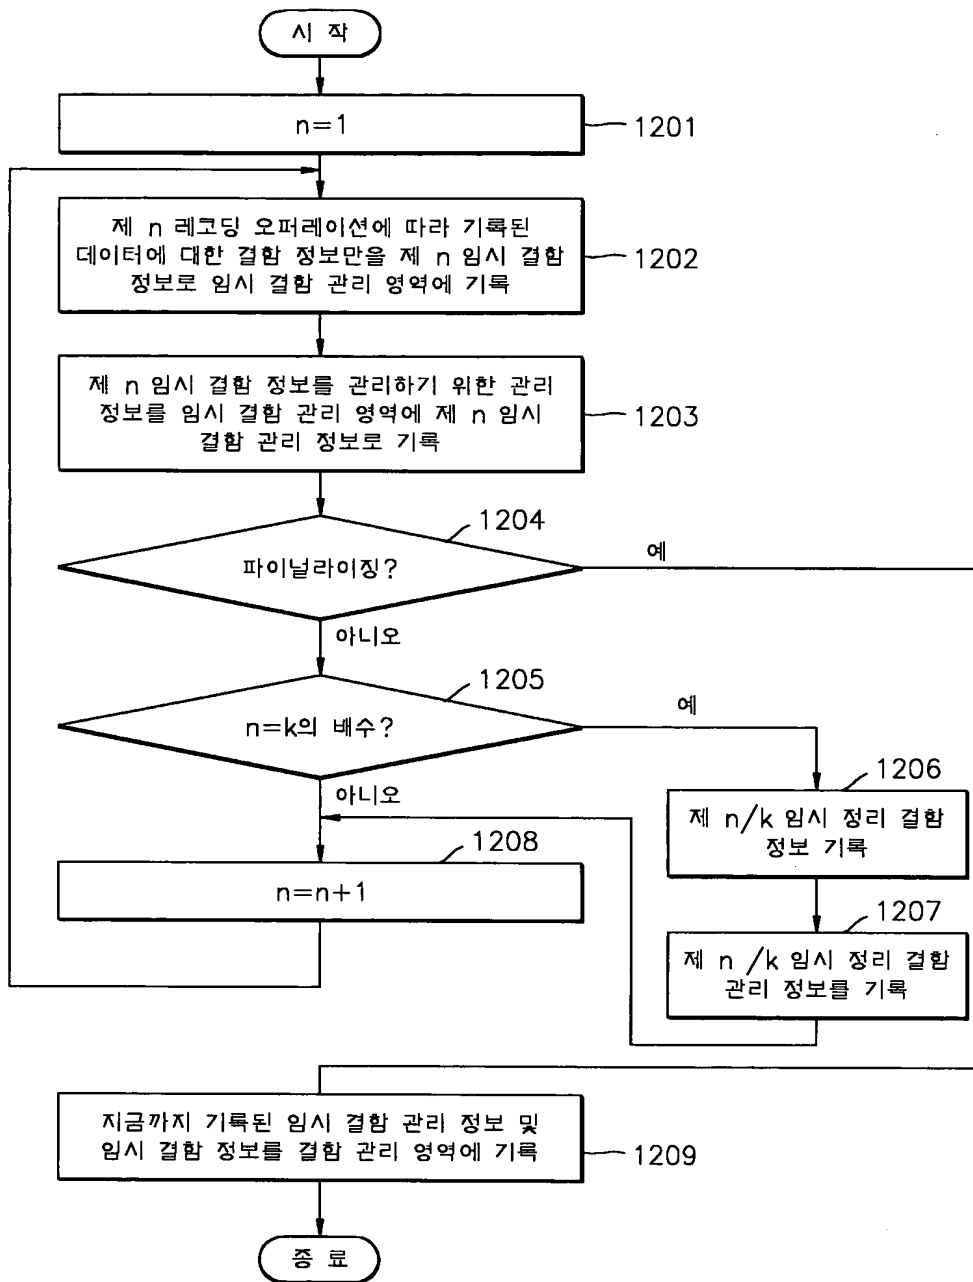 시 작
n=1
1201
제 n 레코딩 오퍼레이션에 따라 기록된
데이터에 대한 결함 정보만을 제 n 임시 결함
정보로 임시 결함 관리 영역에 기록
1202
제 n 임시 결함 정보를 관리하기 위한 관리
정보를 임시 결함 관리 영역에 제 n 임시
결함 관리 정보로 기록
1203
1204
파이널라이징?
예
아니오
1205
n=k의 배수?
예
아니오
1206
제 n/k 임시 정리 결함
정보 기록
1208
n=n+1
1207
제 n /k 임시 정리 결함
관리 정보를 기록
지금까지 기록된 임시 결함 관리 정보 및
임시 결함 정보를 결함 관리 영역에 기록
1209
종 료